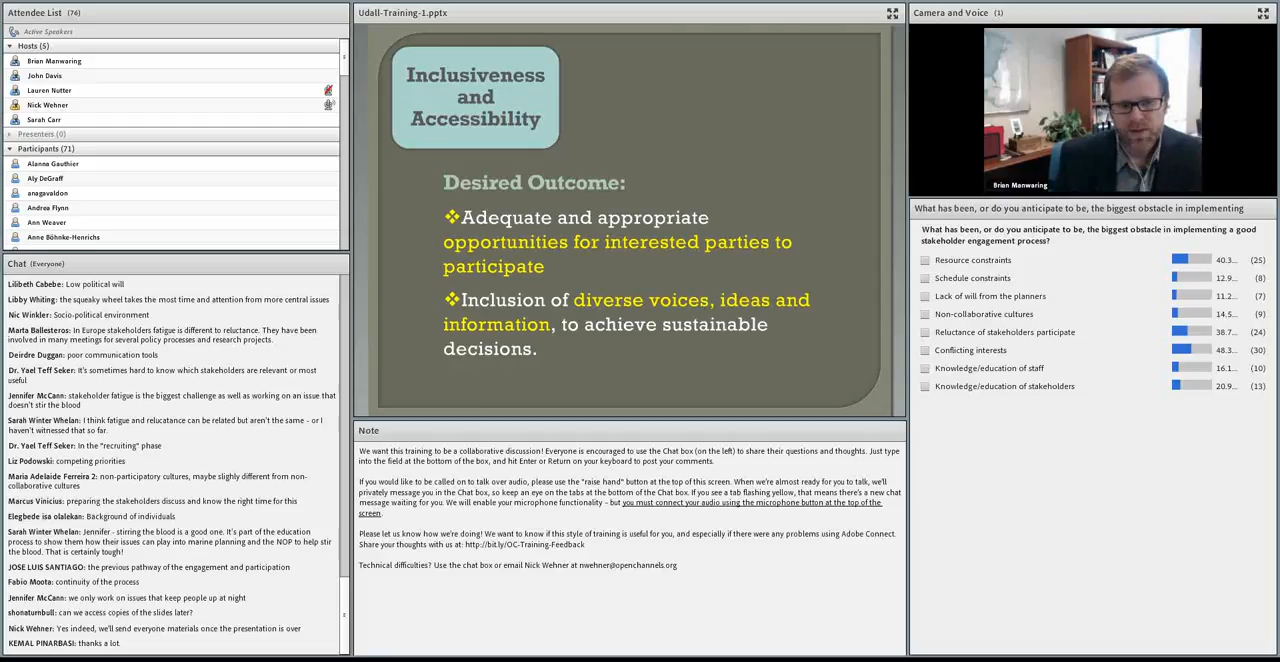 Attendee List (76)
Active Speakers
Hosts (5)
Brian Manwaring
John Davis
Lauren Nutter
Nick Wehner
Sarah Carr
Presenters (0)
Participants (71)
Alanna Gauthier
Aly DeGraff
anagavaldon
Andrea Flynn
Ann Weaver
Anne Böhnke-Henrichs
Chat (Everyone)
Lilibeth Cabebe: Low political will
Libby Whiting: the squeaky wheel takes the most time and attention from more central issues
Nic Winkler: Socio-political environment
Marta Ballesteros: In Europe stakeholders fatigue is different to reluctance. They have been
involved in many meetings for several policy processes and research projects.
Deirdre Duggan: poor communication tools
Dr. Yael Teff Seker: It's sometimes hard to know which stakeholders are relevant or most
useful
Jennifer McCann: stakeholder fatigue is the biggest challenge as well as working on an issue that
doesn't stir the blood
Sarah Winter Whelan: I think fatigue and relucatance can be related but aren't the same - or I
haven't witnessed that so far.
Dr. Yael Teff Seker: In the "recruiting" phase
Liz Podowski: competing priorities
Maria Adelaide Ferreira 2: non-participatory cultures, maybe slighly different from non-
collaborative cultures
Marcus Vinicius: preparing the stakeholders discuss and know the right time for this
Elegbede isa olalekan: Background of individuals
Sarah Winter Whelan: Jennifer - stirring the blood is a good one. It's part of the education
process to show them how their issues can play into marine planning and the NOP to help stir
the blood. That is certainly tough!
JOSE LUIS SANTIAGO: the previous pathway of the engagement and participation
Fabio Moota: continuity of the process
Jennifer McCann: we only work on issues that keep people up at night
shonaturnbull: can we access copies of the slides later?
Nick Wehner: Yes indeed, we'll send everyone materials once the presentation is over
KEMAL PINARBASI: thanks a lot.
Udall-Training-1.pptx
Inclusiveness
and
Accessibility
Desired Outcome:
❖Adequate and appropriate
opportunities for interested parties to
participate
❖Inclusion of diverse voices, ideas and
information, to achieve sustainable
decisions.
Note
We want this training to be a collaborative discussion! Everyone is encouraged to use the Chat box (on the left) to share their questions and thoughts. Just type
into the field at the bottom of the box, and hit Enter or Return on your keyboard to post your comments.
If you would like to be called on to talk over audio, please use the "raise hand" button at the top of this screen. When we're almost ready for you to talk, we'll
privately message you in the Chat box, so keep an eye on the tabs at the bottom of the Chat box. If you see a tab flashing yellow, that means there's a new chat
message waiting for you. We will enable your microphone functionality - but you must connect your audio using the microphone button at the top of the
screen.
Please let us know how we're doing! We want to know if this style of training is useful for you, and especially if there were any problems using Adobe Connect.
Share your thoughts with us at: http://bit.ly/OC-Training-Feedback
Technical difficulties? Use the chat box or email Nick Wehner at nwehner@openchannels.org
Camera and Voice (1)
Brian Manwaring
What has been, or do you anticipate to be, the biggest obstacle in implementing
What has been, or do you anticipate to be, the biggest obstacle in implementing a good
stakeholder engagement process?
Resource constraints 40.3... (25)
Schedule constraints 12.9... (8)
Lack of will from the planners 11.2... (7)
Non-collaborative cultures 14.5... (9)
Reluctance of stakeholders participate 38.7... (24)
Conflicting interests 48.3... (30)
Knowledge/education of staff 16.1... (10)
Knowledge/education of stakeholders 20.9... (13)